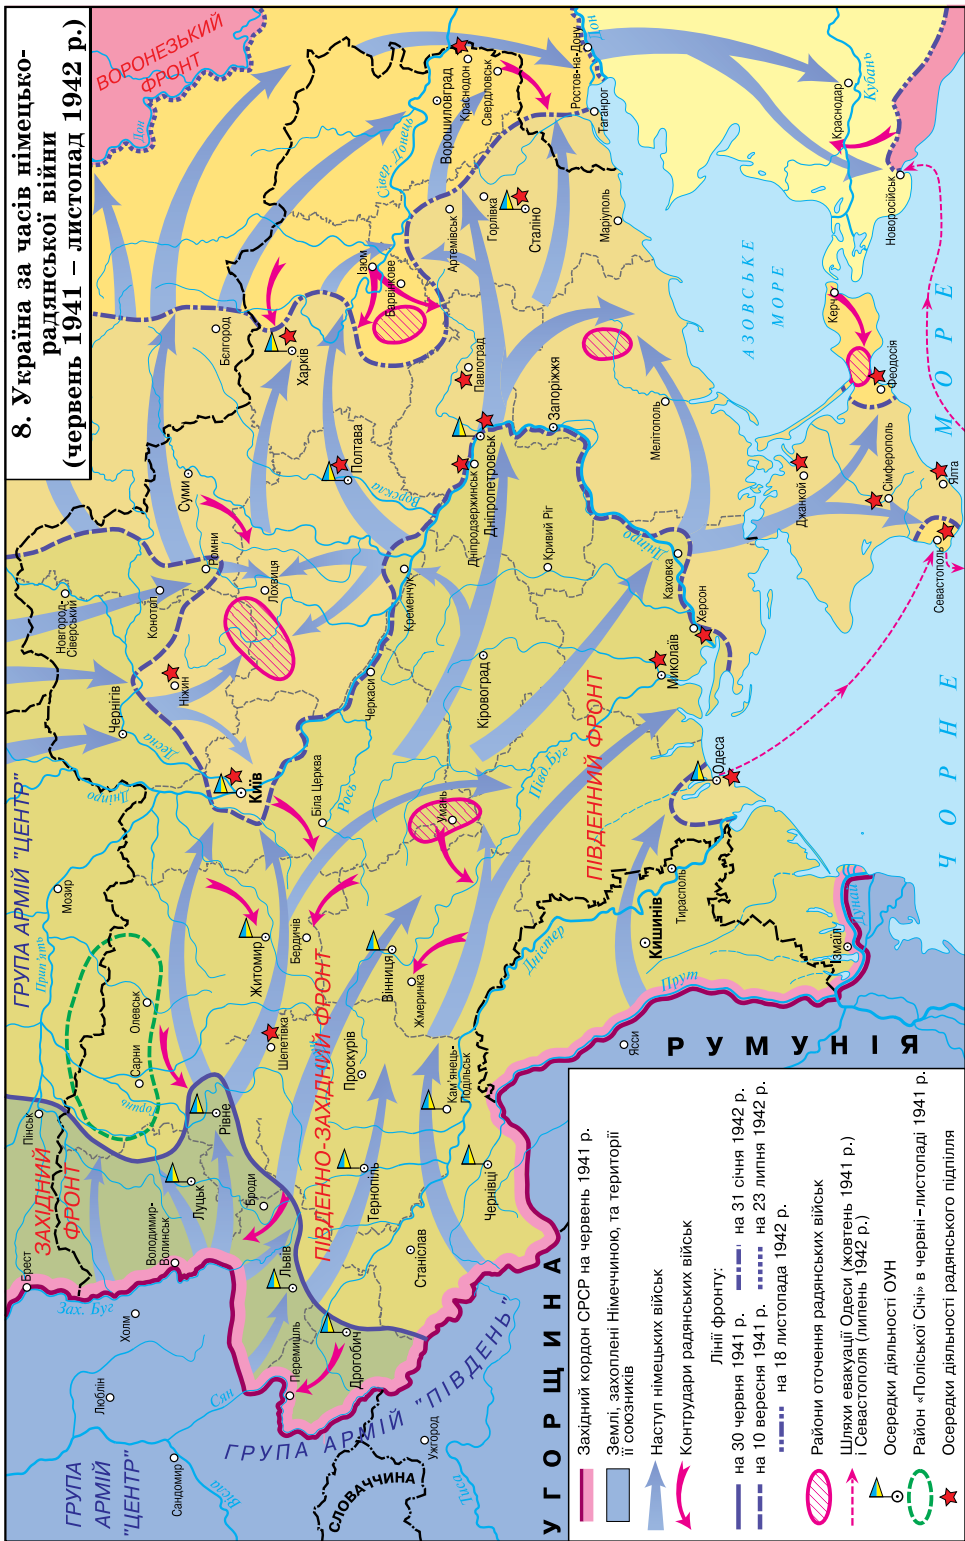 8. Україна за часів німецько-
радянської війни
(червень 1941 – листопад 1942 р.)
ВОРОНЕЗЬКИЙ
ФРОНТ
Дон
ГРУПА АРМІЙ "ЦЕНТР"
ЗАХІДНИЙ
ФРОНТ
ПІВДЕННО-ЗАХІДНИЙ ФРОНТ
ПІВДЕННИЙ ФРОНТ
ГРУПА
АРМІЙ
"ЦЕНТР"
ГРУПА АРМІЙ "ПІВДЕНЬ"
СЛОВАЧЧИНА
УГОРЩИНА
РУМУНІЯ
ЧОРНЕ МОРЕ
АЗОВСЬКЕ
МОРЕ
Брест
Пінськ
Мозир
Прип'ять
Зах. Буг
Холм
Люблін
Сандомир
Вісла
Сян
Володимир-
Волинськ
Луцьк
Рівне
Сарни
Олевськ
Горинь
Броди
Львів
Перемишль
Дрогобич
Ужгород
Тиса
Станіслав
Тернопіль
Чернівці
Кам'янець-
Подільськ
Проскурів
Шепетівка
Житомир
Бердичів
Вінниця
Жмеринка
Умань
Біла Церква
Рось
Київ
Дніпро
Десна
Чернігів
Ніжин
Новгород-
Сіверський
Конотоп
Ромни
Суми
Лохвиця
Черкаси
Кременчук
Кіровоград
Півд. Буг
Дністер
Прут
Ясси
Кишинів
Тирасполь
Ізмаїл
Дунай
Одеса
Миколаїв
Херсон
Каховка
Дніпро
Кривий Ріг
Дніпродзержинськ
Дніпропетровськ
Запоріжжя
Мелітополь
Павлоград
Полтава
Ворскла
Харків
Бєлгород
Ізюм
Барвінкове
Сівер. Донець
Артемівськ
Горлівка
Сталіно
Маріуполь
Ворошиловград
Краснодон
Свердловськ
Таганрог
Ростов-на-Дону
Дон
Краснодар
Кубань
Новоросійськ
Керч
Феодосія
Джанкой
Сімферополь
Ялта
Севастополь
Західний кордон СРСР на червень 1941 р.
Землі, захоплені Німеччиною, та території
її союзників
Наступ німецьких військ
Контрудари радянських військ
Лінії фронту:
на 30 червня 1941 р.
на 31 січня 1942 р.
на 10 вересня 1941 р.
на 23 липня 1942 р.
на 18 листопада 1942 р.
Райони оточення радянських військ
Шляхи евакуації Одеси (жовтень 1941 р.)
і Севастополя (липень 1942 р.)
Осередки діяльності ОУН
Район «Поліської Січі» в червні–листопаді 1941 р.
Осередки діяльності радянського підпілля